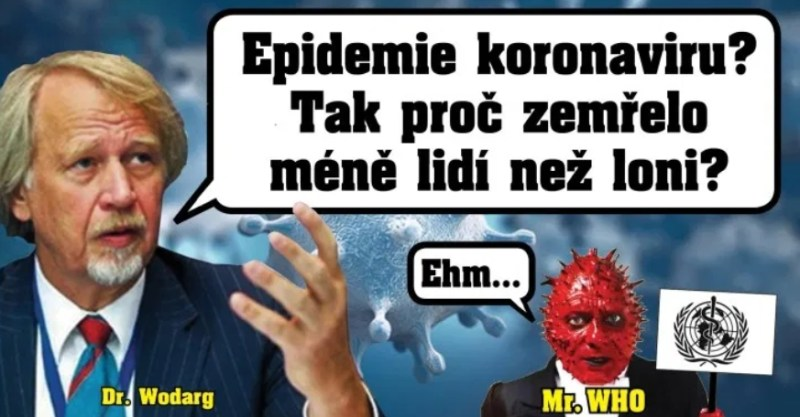 Epidemie koronaviru?
Tak proč zemřelo
méně lidí než loni?
Ehm...
Dr. Wodarg
Mr. WHO